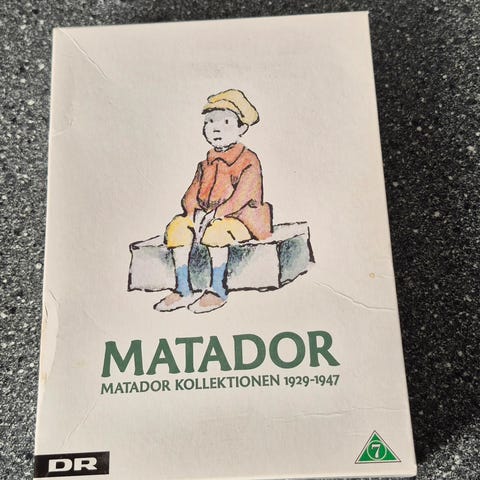 MATADOR
MATADOR KOLLEKTIONEN 1929-1947
DR
7